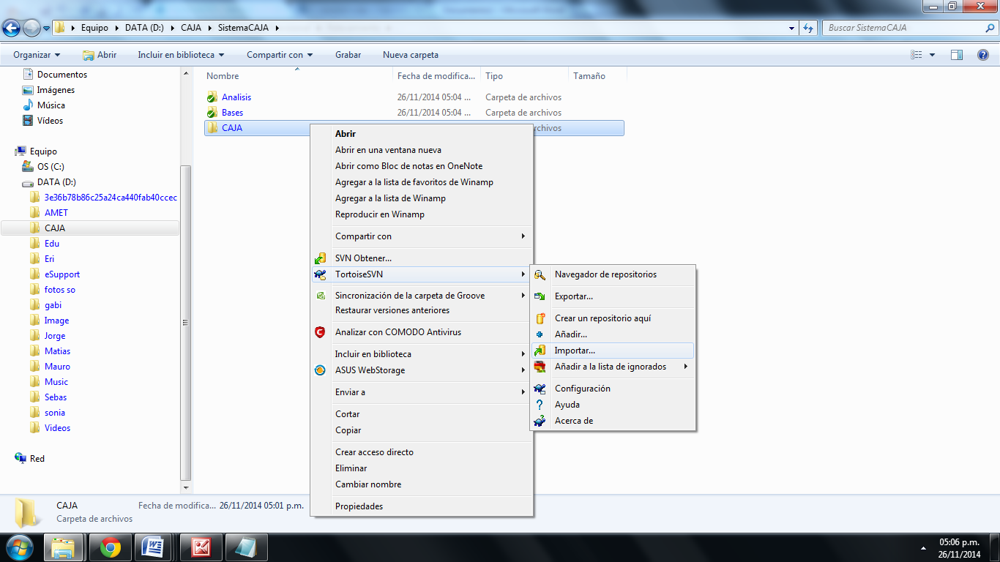 Equipo DATA (D:) CAJA SistemaCAJA
Buscar SistemaCAJA
Organizar Abrir Incluir en biblioteca Compartir con Grabar Nueva carpeta
Documentos
Imágenes
Música
Vídeos
Equipo
OS (C:)
DATA (D:)
3e36b78b86c25a24ca440fab40ccec
AMET
CAJA
Edu
Eri
eSupport
fotos so
gabi
Image
Jorge
Matias
Mauro
Music
Sebas
sonia
Videos
Red
Nombre Fecha de modifica... Tipo Tamaño
Analisis 26/11/2014 05:04 ... Carpeta de archivos
Bases 26/11/2014 05:04 ... Carpeta de archivos
CAJA rchivos
Abrir
Abrir en una ventana nueva
Abrir como Bloc de notas en OneNote
Agregar a la lista de favoritos de Winamp
Agregar a la lista de Winamp
Reproducir en Winamp
Compartir con
SVN Obtener...
TortoiseSVN
Sincronización de la carpeta de Groove
Restaurar versiones anteriores
Analizar con COMODO Antivirus
Incluir en biblioteca
ASUS WebStorage
Enviar a
Cortar
Copiar
Crear acceso directo
Eliminar
Cambiar nombre
Propiedades
Navegador de repositorios
Exportar...
Crear un repositorio aquí
Añadir...
Importar...
Añadir a la lista de ignorados
Configuración
Ayuda
Acerca de
CAJA Fecha de modifica... 26/11/2014 05:01 p.m.
Carpeta de archivos
05:06 p.m.
26/11/2014